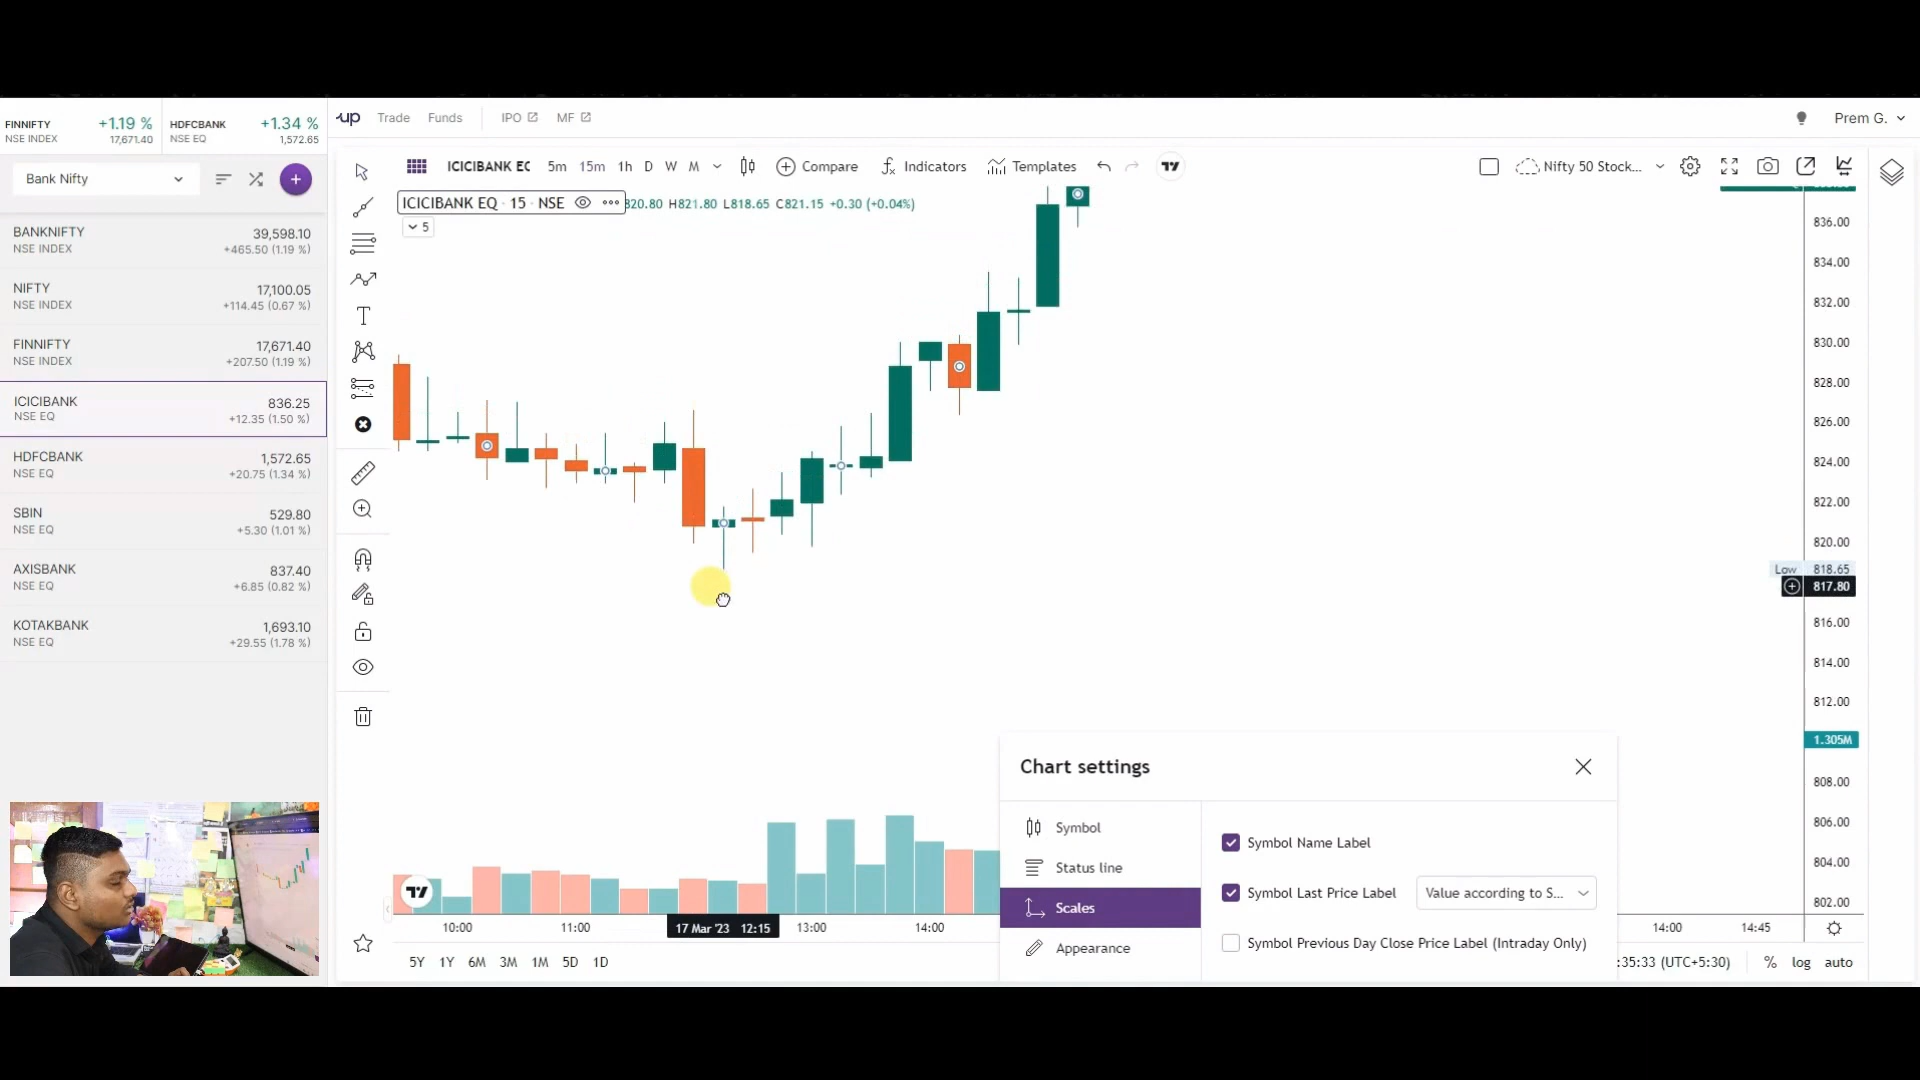 FINNIFTY +1.19 %
NSE INDEX 17,671.40
HDFCBANK +1.34 %
NSE EQ 1,572.65
up Trade Funds IPO MF
Prem G.
Bank Nifty
BANKNIFTY 39,598.10
NSE INDEX +465.50 (1.19 %)
NIFTY 17,100.05
NSE INDEX +114.45 (0.67 %)
FINNIFTY 17,671.40
NSE INDEX +207.50 (1.19 %)
ICICIBANK 836.25
NSE EQ +12.35 (1.50 %)
HDFCBANK 1,572.65
NSE EQ +20.75 (1.34 %)
SBIN 529.80
NSE EQ +5.30 (1.01 %)
AXISBANK 837.40
NSE EQ +6.85 (0.82 %)
KOTAKBANK 1,693.10
NSE EQ +29.55 (1.78 %)
ICICIBANK EC 5m 15m 1h D W M Compare Indicators Templates Nifty 50 Stock...
ICICIBANK EQ · 15 · NSE 820.80 H821.80 L818.65 C821.15 +0.30 (+0.04%)
5
836.00
834.00
832.00
830.00
828.00
826.00
824.00
822.00
820.00
Low 818.65
817.80
816.00
814.00
812.00
1.305M
808.00
806.00
804.00
802.00
Chart settings
Symbol
Status line
Scales
Appearance
Symbol Name Label
Symbol Last Price Label Value according to S...
Symbol Previous Day Close Price Label (Intraday Only)
10:00 11:00 17 Mar '23 12:15 13:00 14:00 14:00 14:45
5Y 1Y 6M 3M 1M 5D 1D
:35:33 (UTC+5:30) % log auto